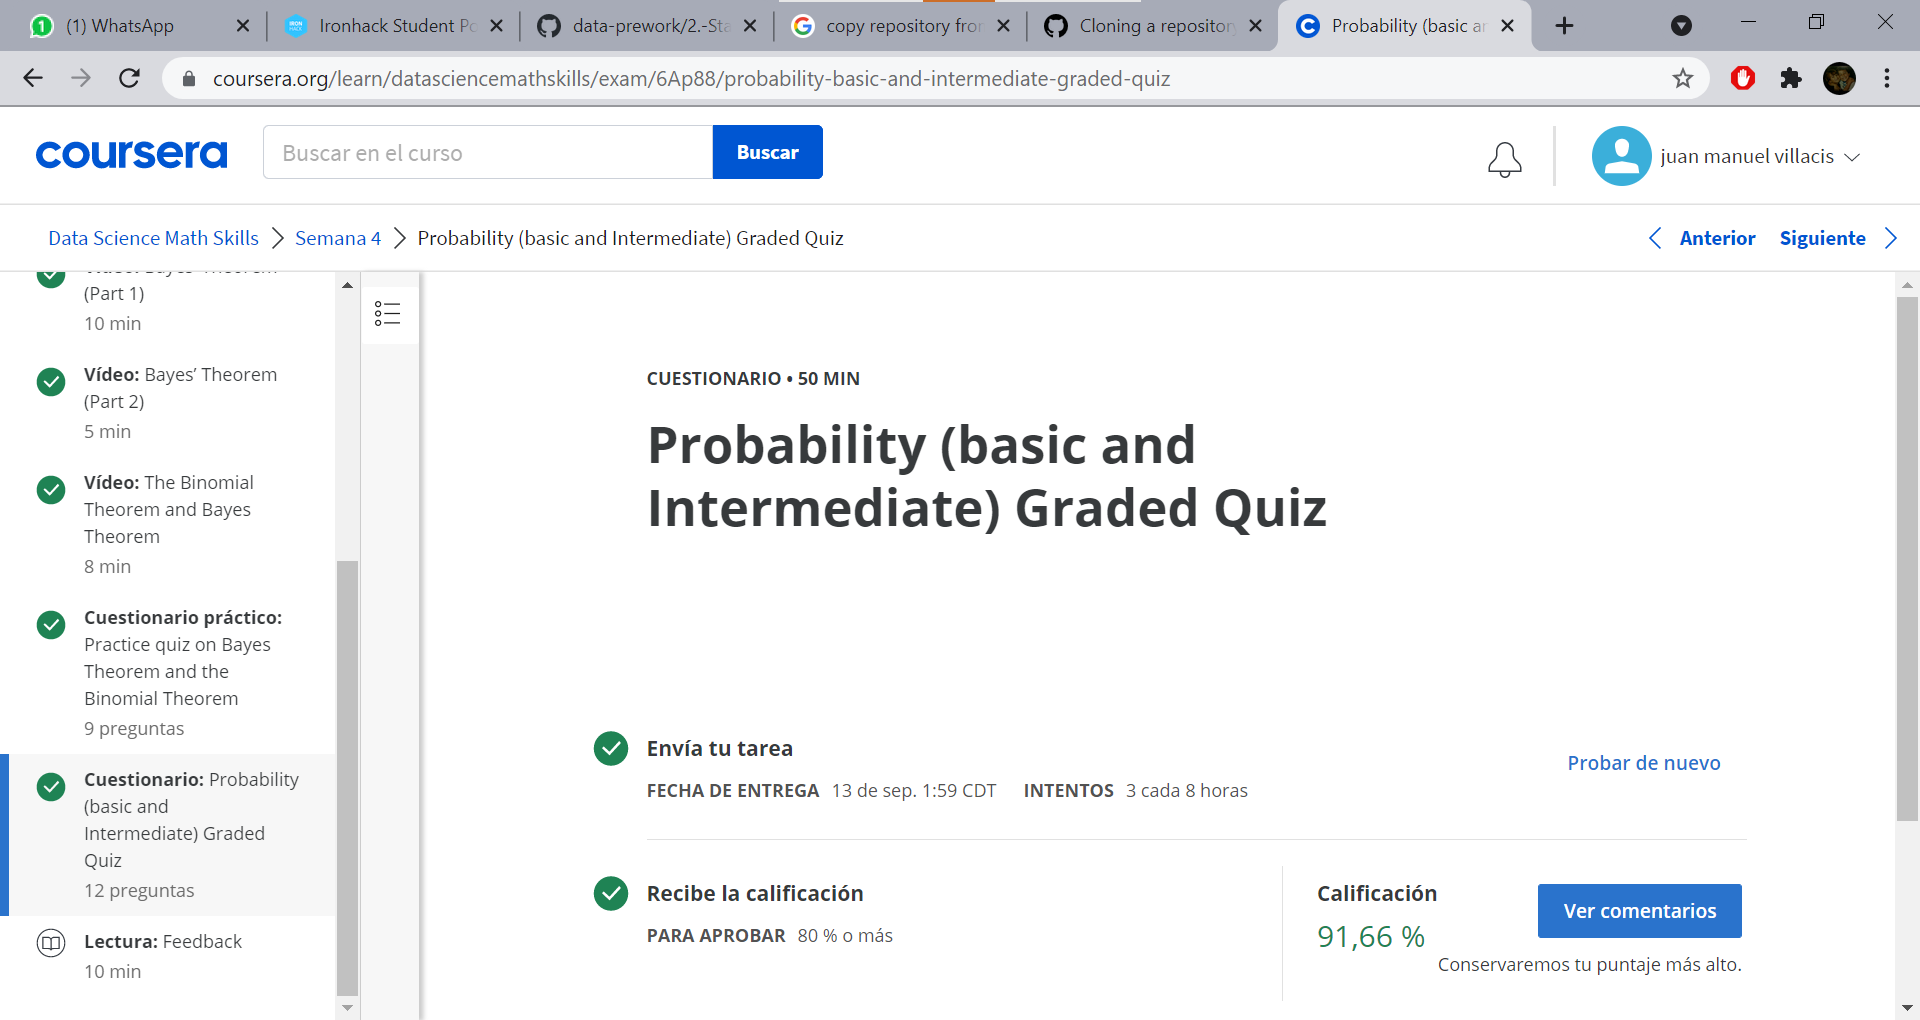 (1) WhatsApp
Ironhack Student Po
data-prework/2.-Sta
copy repository fror
Cloning a repository
Probability (basic ar
coursera.org/learn/datasciencemathskills/exam/6Ap88/probability-basic-and-intermediate-graded-quiz
coursera
Buscar en el curso
Buscar
juan manuel villacis
Data Science Math Skills
Semana 4
Probability (basic and Intermediate) Graded Quiz
Anterior
Siguiente
Vídeo: Bayes' Theorem
(Part 1)
10 min
Vídeo: Bayes' Theorem
(Part 2)
5 min
Vídeo: The Binomial
Theorem and Bayes
Theorem
8 min
Cuestionario práctico:
Practice quiz on Bayes
Theorem and the
Binomial Theorem
9 preguntas
Cuestionario: Probability
(basic and
Intermediate) Graded
Quiz
12 preguntas
Lectura: Feedback
10 min
CUESTIONARIO • 50 MIN
Probability (basic and
Intermediate) Graded Quiz
Envía tu tarea
FECHA DE ENTREGA 13 de sep. 1:59 CDT INTENTOS 3 cada 8 horas
Probar de nuevo
Recibe la calificación
PARA APROBAR 80 % o más
Calificación
91,66 %
Ver comentarios
Conservaremos tu puntaje más alto.